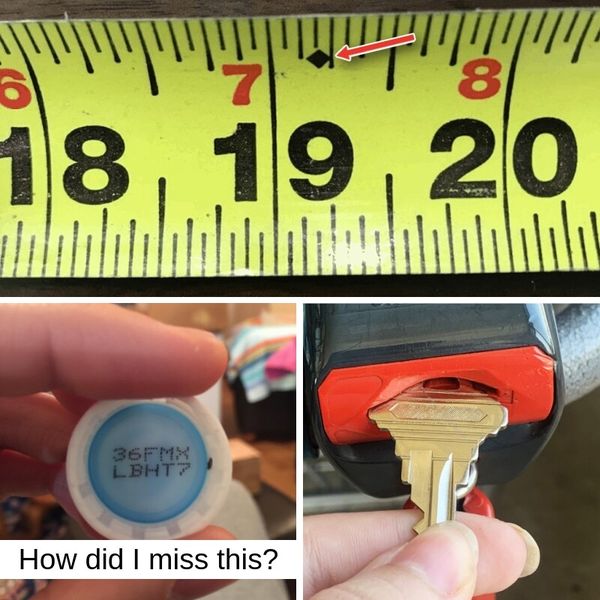 6 7 8
18 19 20
36FMX
LBHT7
How did I miss this?